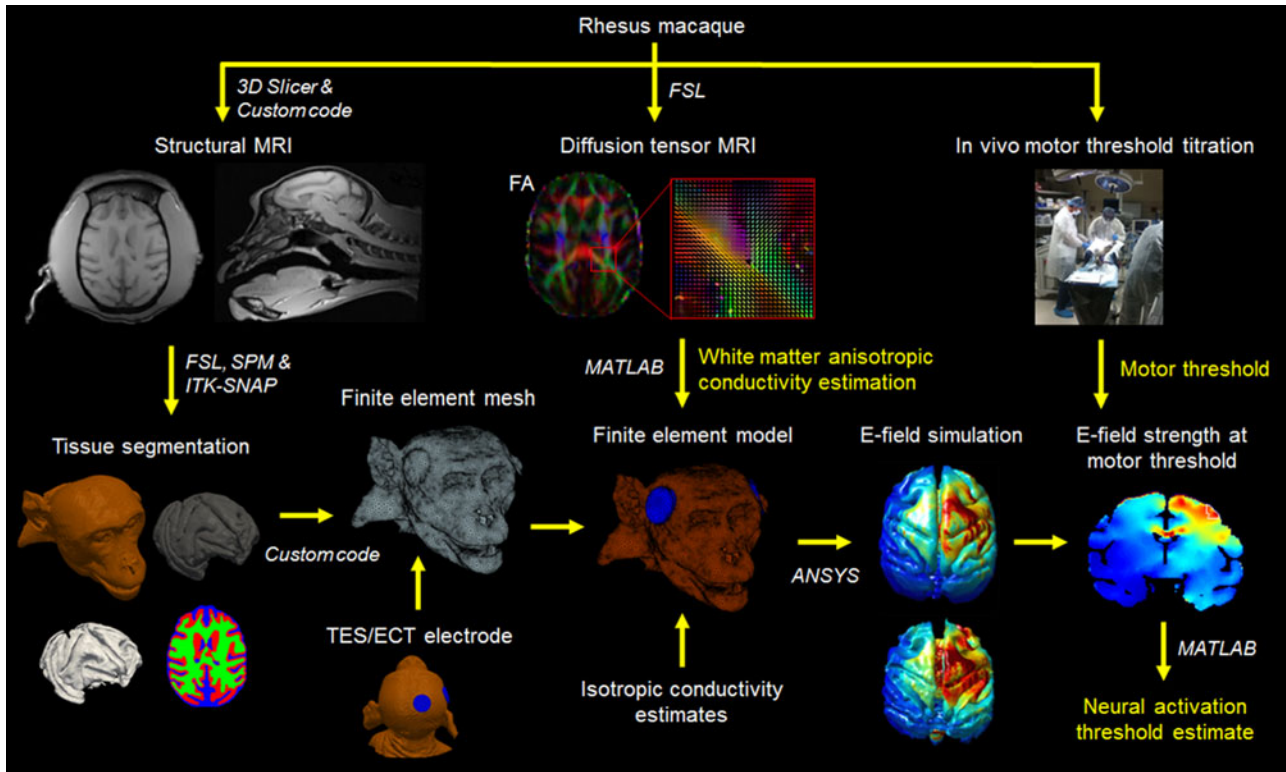 Rhesus macaque
3D Slicer &
Custom code
FSL
Structural MRI
Diffusion tensor MRI
In vivo motor threshold titration
FA
FSL, SPM &
ITK-SNAP
MATLAB
White matter anisotropic
conductivity estimation
Motor threshold
Finite element mesh
Tissue segmentation
Finite element model
E-field simulation
E-field strength at
motor threshold
Custom code
ANSYS
TES/ECT electrode
Isotropic conductivity
estimates
MATLAB
Neural activation
threshold estimate